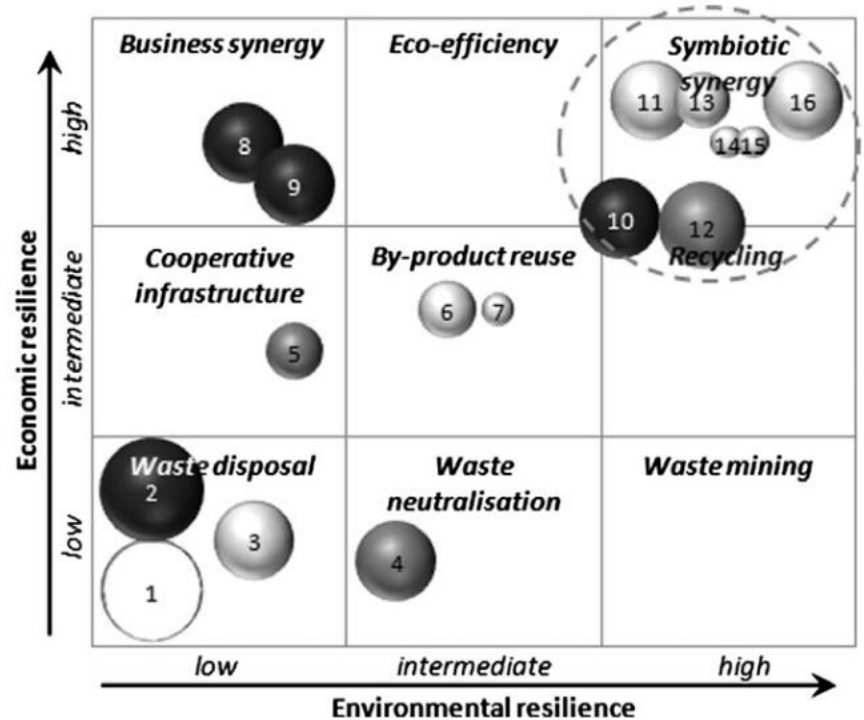 Business synergy
Eco-efficiency
Symbiotic
synergy
11
13
16
14
15
8
9
10
12
high
Cooperative
infrastructure
By-product reuse
Recycling
6
7
5
intermediate
Economic resilience
Waste disposal
Waste
neutralisation
Waste mining
2
3
4
1
low
low
intermediate
high
Environmental resilience